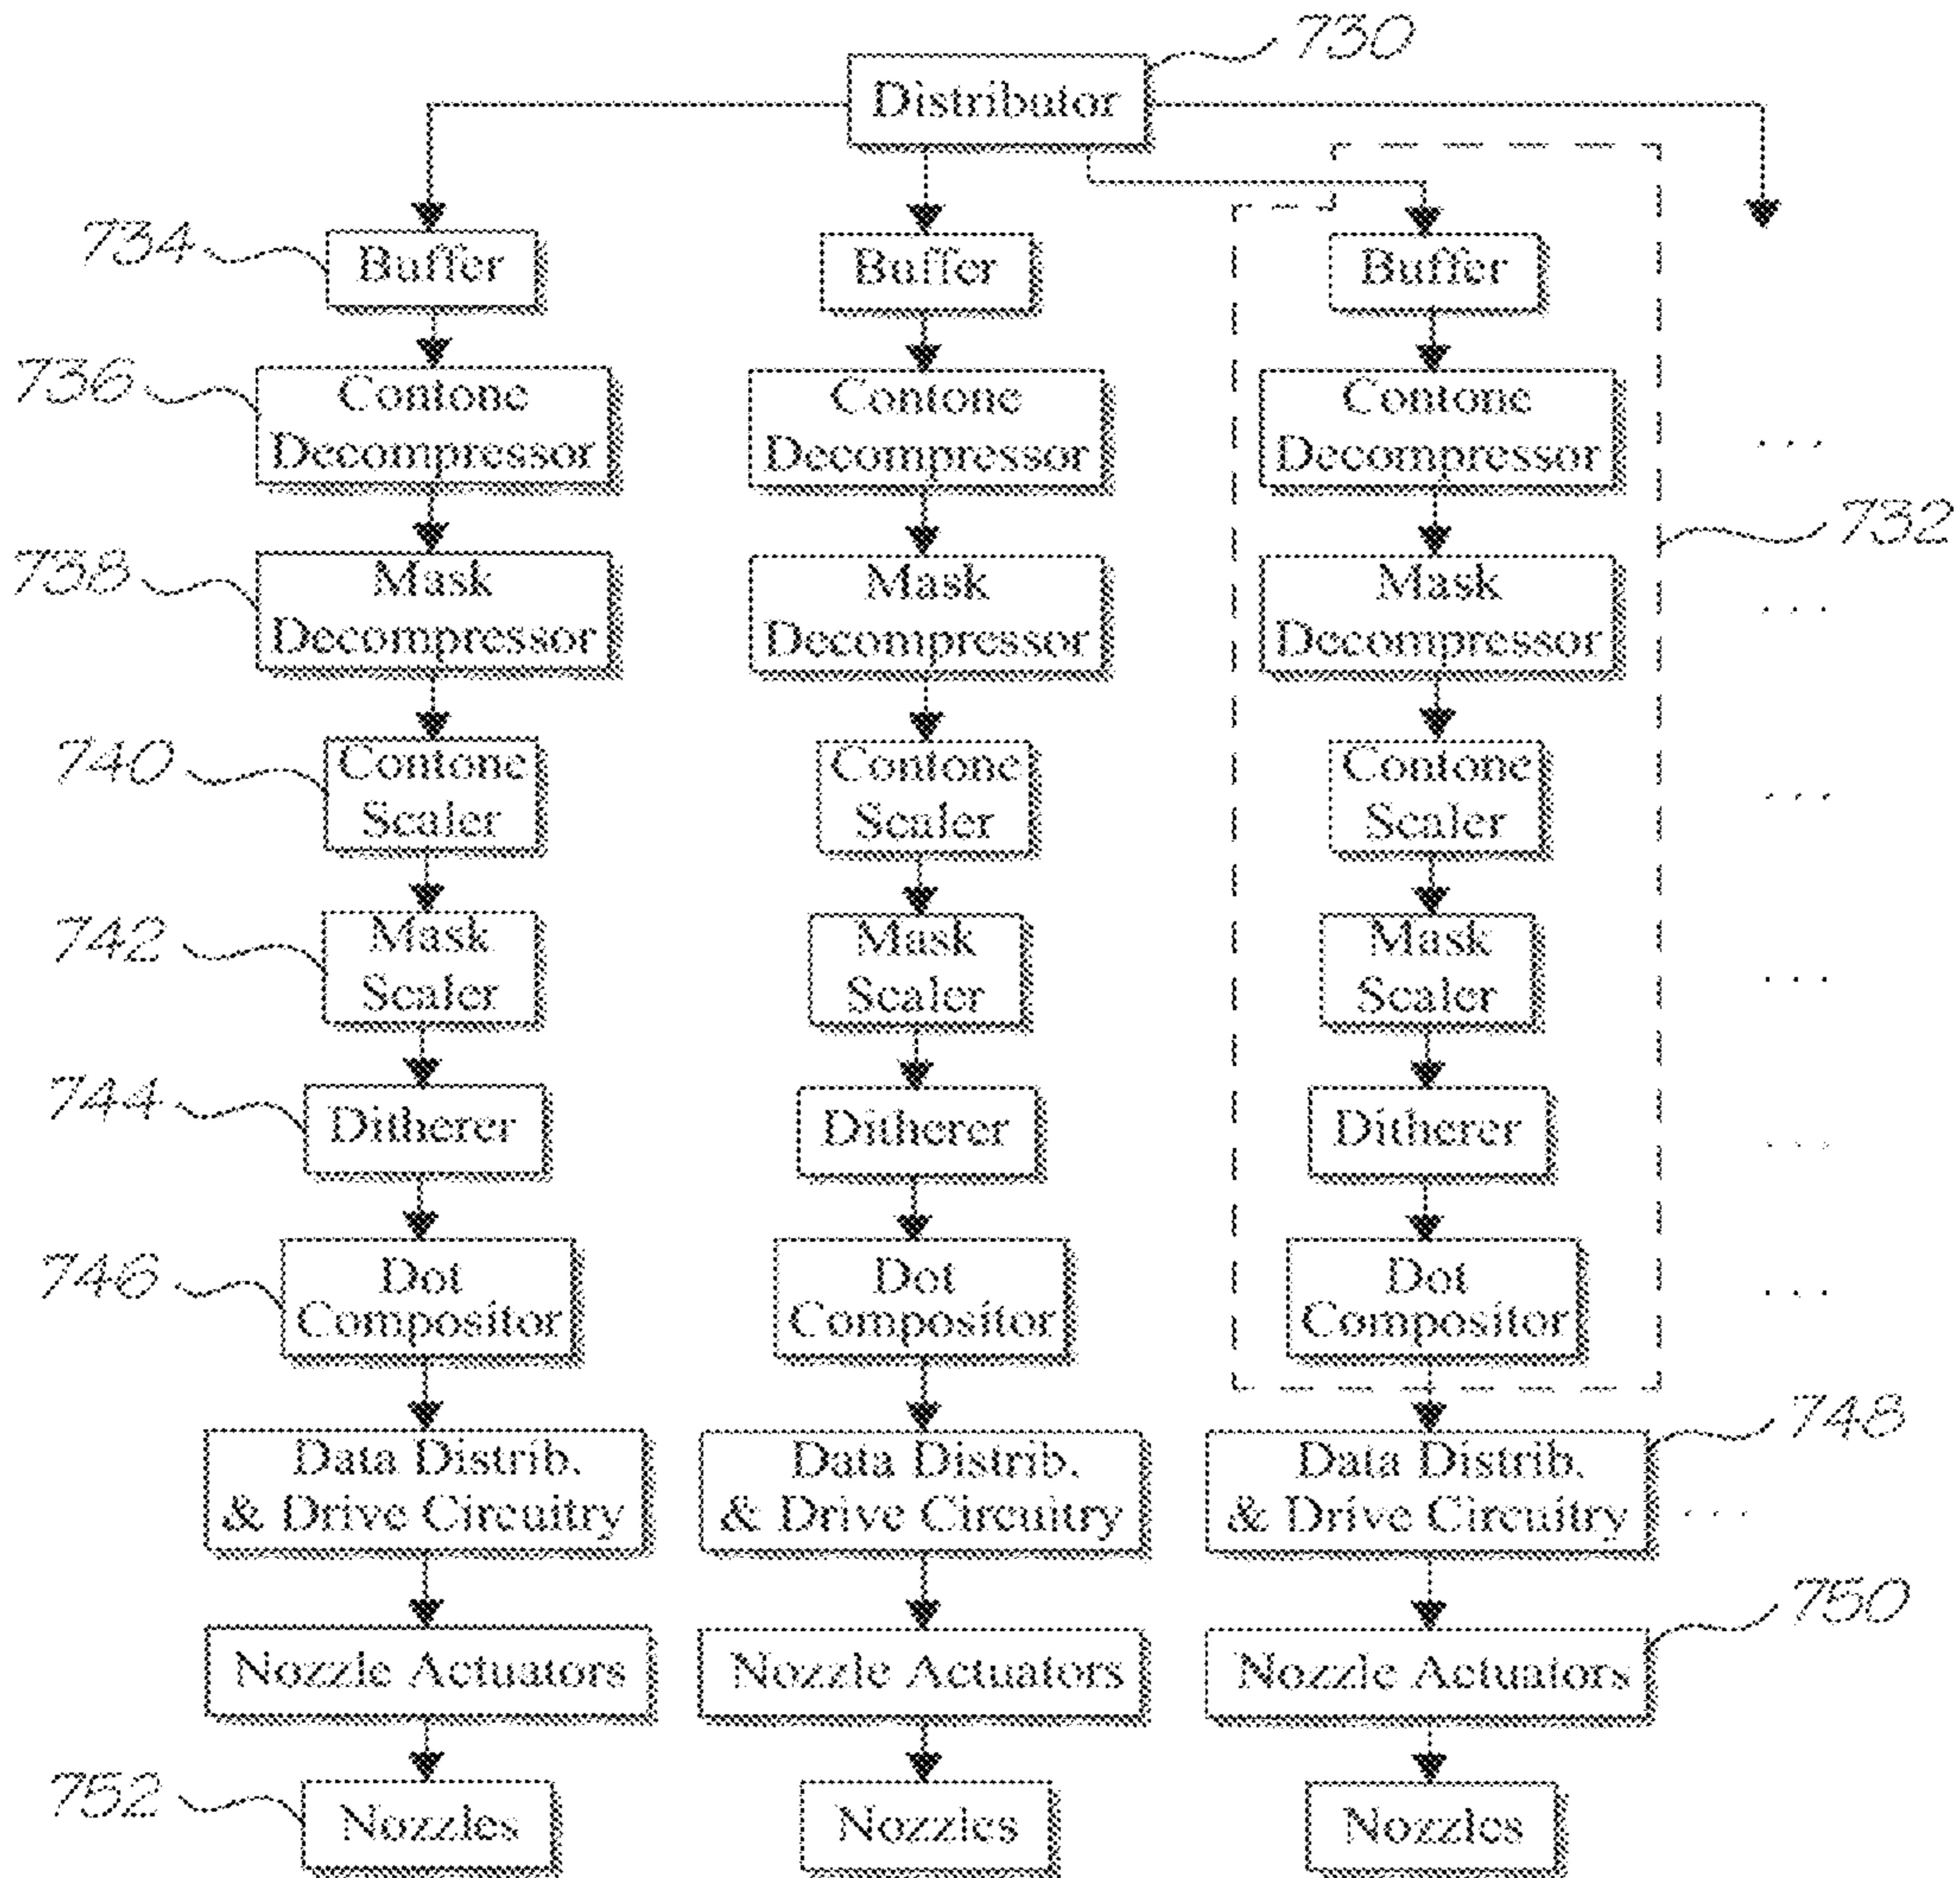 730
Distributor
734
Buffer
Buffer
Buffer
736
Contone
Decompressor
Contone
Decompressor
Contone
Decompressor
...
732
738
Mask
Decompressor
Mask
Decompressor
Mask
Decompressor
...
740
Contone
Scaler
Contone
Scaler
Contone
Scaler
...
742
Mask
Scaler
Mask
Scaler
Mask
Scaler
...
744
Ditherer
Ditherer
Ditherer
...
746
Dot
Compositor
Dot
Compositor
Dot
Compositor
...
748
Data Distrib.
& Drive Circuitry
Data Distrib.
& Drive Circuitry
Data Distrib.
& Drive Circuitry
...
750
Nozzle Actuators
Nozzle Actuators
Nozzle Actuators
752
Nozzles
Nozzles
Nozzles